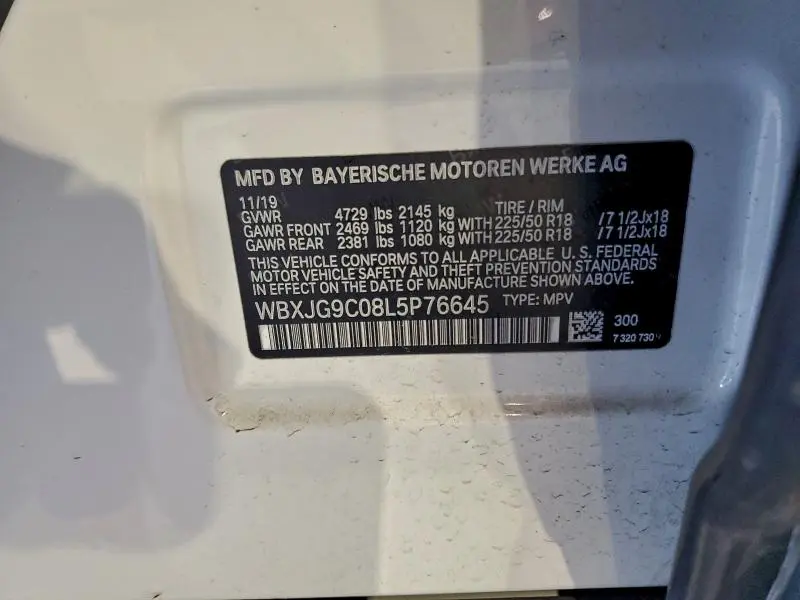 MFD BY BAYERISCHE MOTOREN WERKE AG
11/19 TIRE / RIM
GVWR 4729 lbs 2145 kg
GAWR FRONT 2469 lbs 1120 kg WITH 225/50 R18 /7 1/2Jx18
GAWR REAR 2381 lbs 1080 kg WITH 225/50 R18 /7 1/2Jx18
THIS VEHICLE CONFORMS TO ALL APPLICABLE U. S. FEDERAL
MOTOR VEHICLE SAFETY AND THEFT PREVENTION STANDARDS
IN EFFECT ON THE DATE OF MANUFACTURE SHOWN ABOVE.
WBXJG9C08L5P76645 TYPE: MPV
300